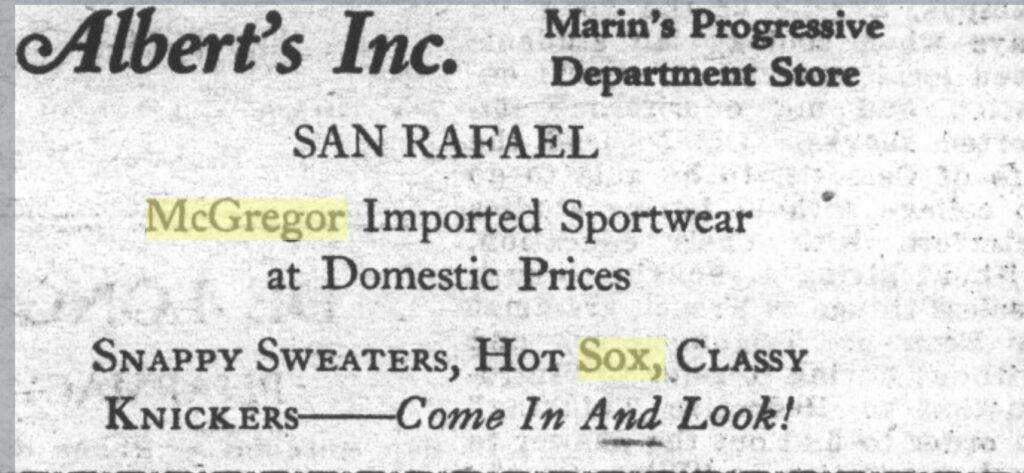 Albert's Inc.
Marin's Progressive
Department Store
SAN RAFAEL
McGregor Imported Sportwear
at Domestic Prices
SNAPPY SWEATERS, HOT SOX, CLASSY
KNICKERS——Come In And Look!